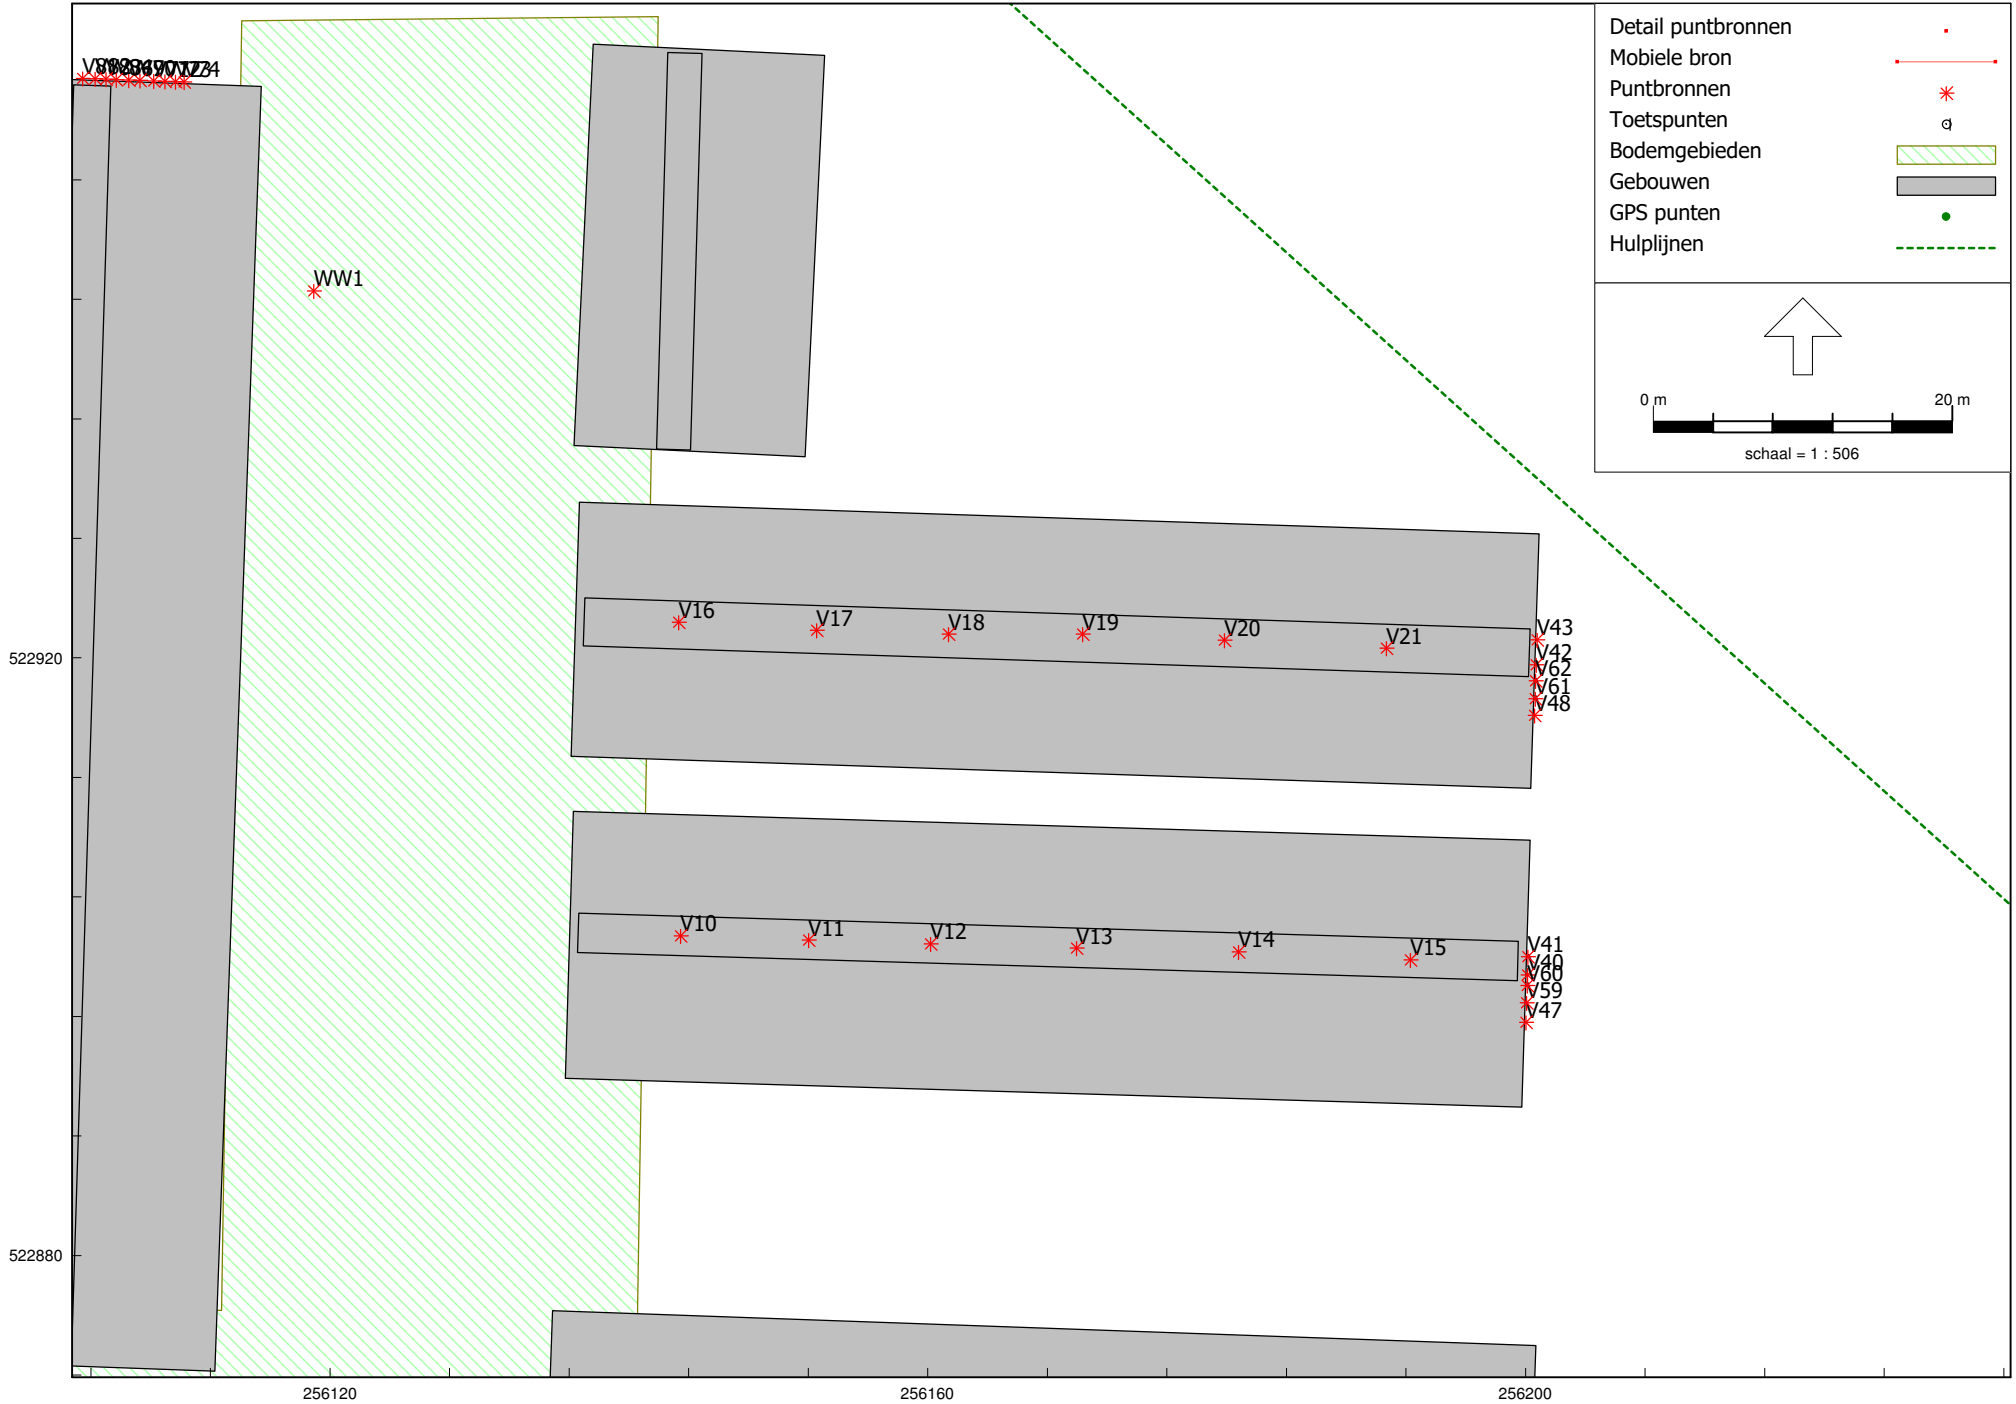 Detail puntbronnen
Mobiele bron
Puntbronnen
Toetspunten
Bodemgebieden
Gebouwen
GPS punten
Hulplijnen
0 m 20 m
schaal = 1 : 506
WW1
V16
V17
V18
V19
V20
V21
V43
V42
V62
V61
V48
V10
V11
V12
V13
V14
V15
V41
V40
V60
V59
V47
522920
522880
256120
256160
256200